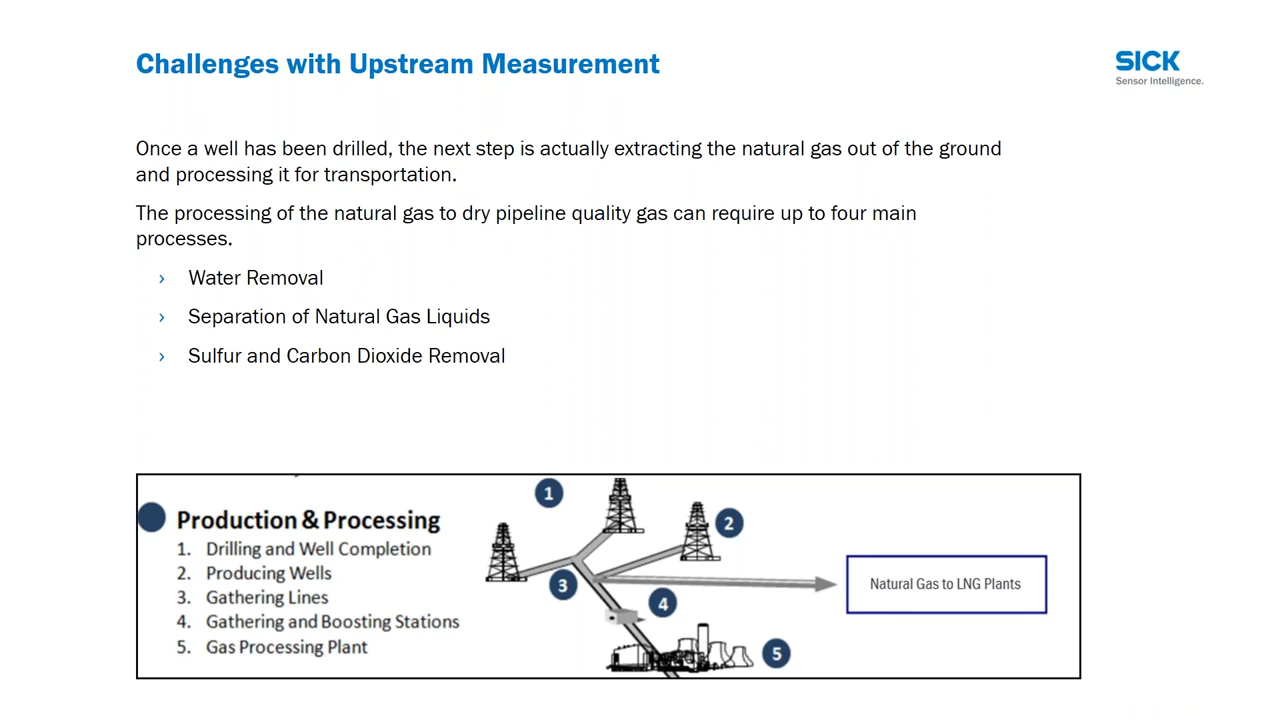 Challenges with Upstream Measurement
SICK
Sensor Intelligence.
Once a well has been drilled, the next step is actually extracting the natural gas out of the ground
and processing it for transportation.
The processing of the natural gas to dry pipeline quality gas can require up to four main
processes.
› Water Removal
› Separation of Natural Gas Liquids
› Sulfur and Carbon Dioxide Removal
Production & Processing
1. Drilling and Well Completion
2. Producing Wells
3. Gathering Lines
4. Gathering and Boosting Stations
5. Gas Processing Plant
1
2
3
4
5
Natural Gas to LNG Plants